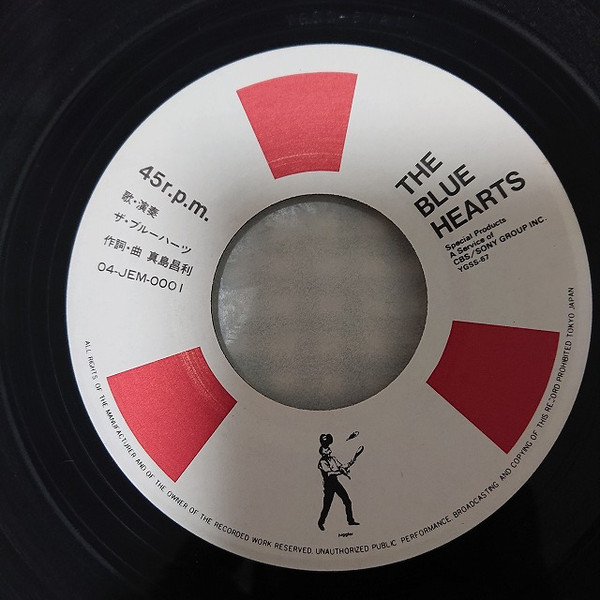 45r.p.m.
歌・演奏
ザ・ブルーハーツ
作詞・曲 真島昌利
04-JEM-0001
THE
BLUE
HEARTS
Special Products
A Service of
CBS/SONY GROUP INC.
YGSS-67
juggler
ALL RIGHTS OF THE MANUFACTURER AND OF THE OWNER OF THE RECORDED WORK RESERVED. UNAUTHORIZED PUBLIC PERFORMANCE. BROADCASTING AND COPYING OF THIS RECORD PROHIBITED TOKYO JAPAN